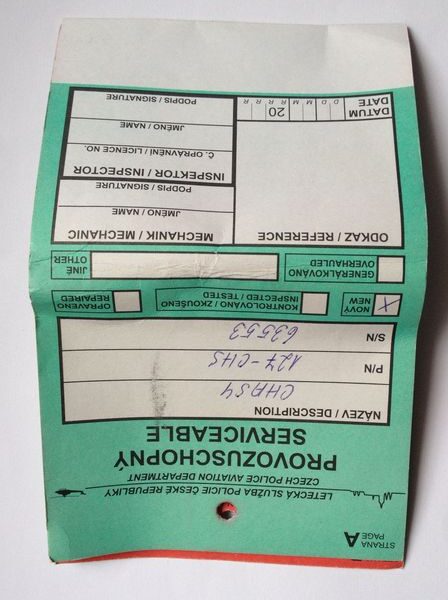 STRANA
PAGE A
LETECKÁ SLUŽBA POLICIE ČESKÉ REPUBLIKY
CZECH POLICE AVIATION DEPARTMENT
PROVOZUSCHOPNÝ
SERVICEABLE
NÁZEV / DESCRIPTION
CHASY
P/N 127-CHS
S/N 63553
NOVÝ
NEW X
KONTROLOVÁNO / ZKOUŠENO
INSPECTED / TESTED
OPRAVENO
REPAIRED
GENERÁLKOVÁNO
OVERHAULED
JINÉ
OTHER
ODKAZ / REFERENCE
MECHANIK / MECHANIC
JMÉNO / NAME
PODPIS / SIGNATURE
INSPEKTOR / INSPECTOR
Č. OPRÁVNĚNÍ / LICENCE NO.
JMÉNO / NAME
PODPIS / SIGNATURE
DATUM
DATE
20
D D M M R R R R